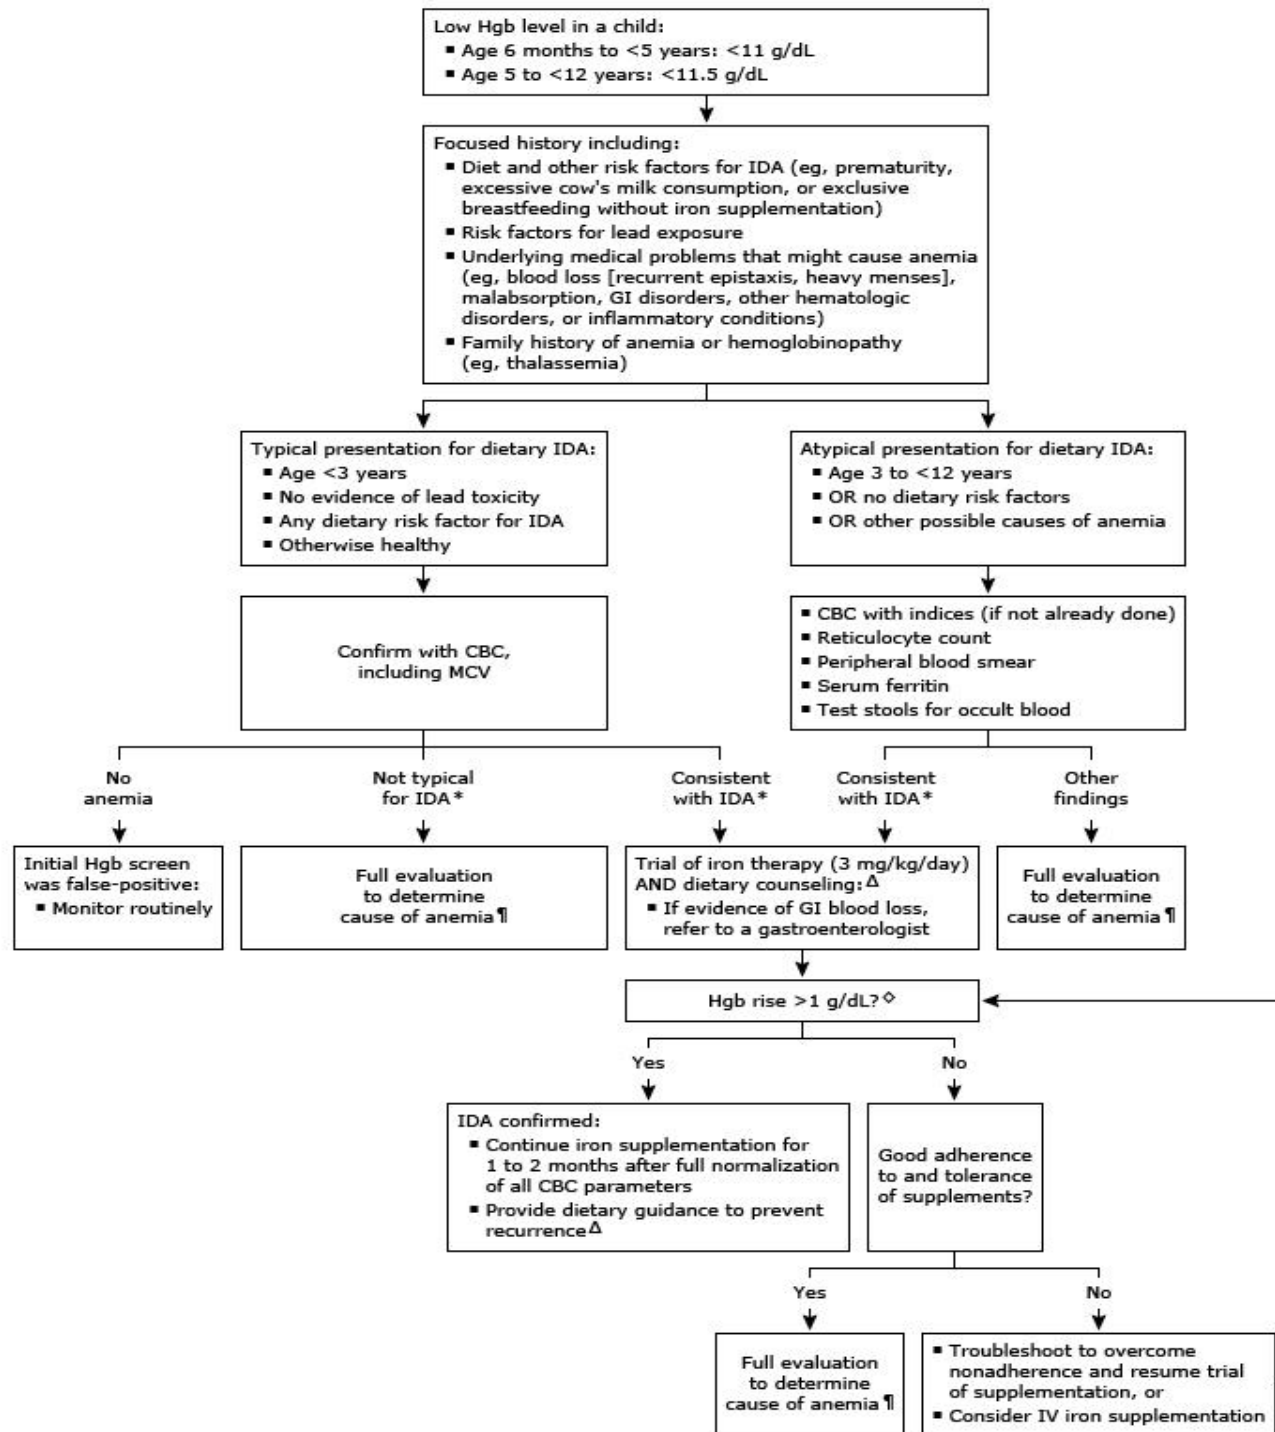 Low Hgb level in a child:
▪ Age 6 months to <5 years: <11 g/dL
▪ Age 5 to <12 years: <11.5 g/dL
Focused history including:
▪ Diet and other risk factors for IDA (eg, prematurity,
excessive cow's milk consumption, or exclusive
breastfeeding without iron supplementation)
▪ Risk factors for lead exposure
▪ Underlying medical problems that might cause anemia
(eg, blood loss [recurrent epistaxis, heavy menses],
malabsorption, GI disorders, other hematologic
disorders, or inflammatory conditions)
▪ Family history of anemia or hemoglobinopathy
(eg, thalassemia)
Typical presentation for dietary IDA:
▪ Age <3 years
▪ No evidence of lead toxicity
▪ Any dietary risk factor for IDA
▪ Otherwise healthy
Atypical presentation for dietary IDA:
▪ Age 3 to <12 years
▪ OR no dietary risk factors
▪ OR other possible causes of anemia
Confirm with CBC,
including MCV
▪ CBC with indices (if not already done)
▪ Reticulocyte count
▪ Peripheral blood smear
▪ Serum ferritin
▪ Test stools for occult blood
No
anemia
Not typical
for IDA*
Consistent
with IDA*
Consistent
with IDA*
Other
findings
Initial Hgb screen
was false-positive:
▪ Monitor routinely
Full evaluation
to determine
cause of anemia¶
Trial of iron therapy (3 mg/kg/day)
AND dietary counseling:Δ
▪ If evidence of GI blood loss,
refer to a gastroenterologist
Full evaluation
to determine
cause of anemia¶
Hgb rise >1 g/dL?◇
Yes
No
IDA confirmed:
▪ Continue iron supplementation for
1 to 2 months after full normalization
of all CBC parameters
▪ Provide dietary guidance to prevent
recurrenceΔ
Good adherence
to and tolerance
of supplements?
Yes
No
Full evaluation
to determine
cause of anemia¶
▪ Troubleshoot to overcome
nonadherence and resume trial
of supplementation, or
▪ Consider IV iron supplementation